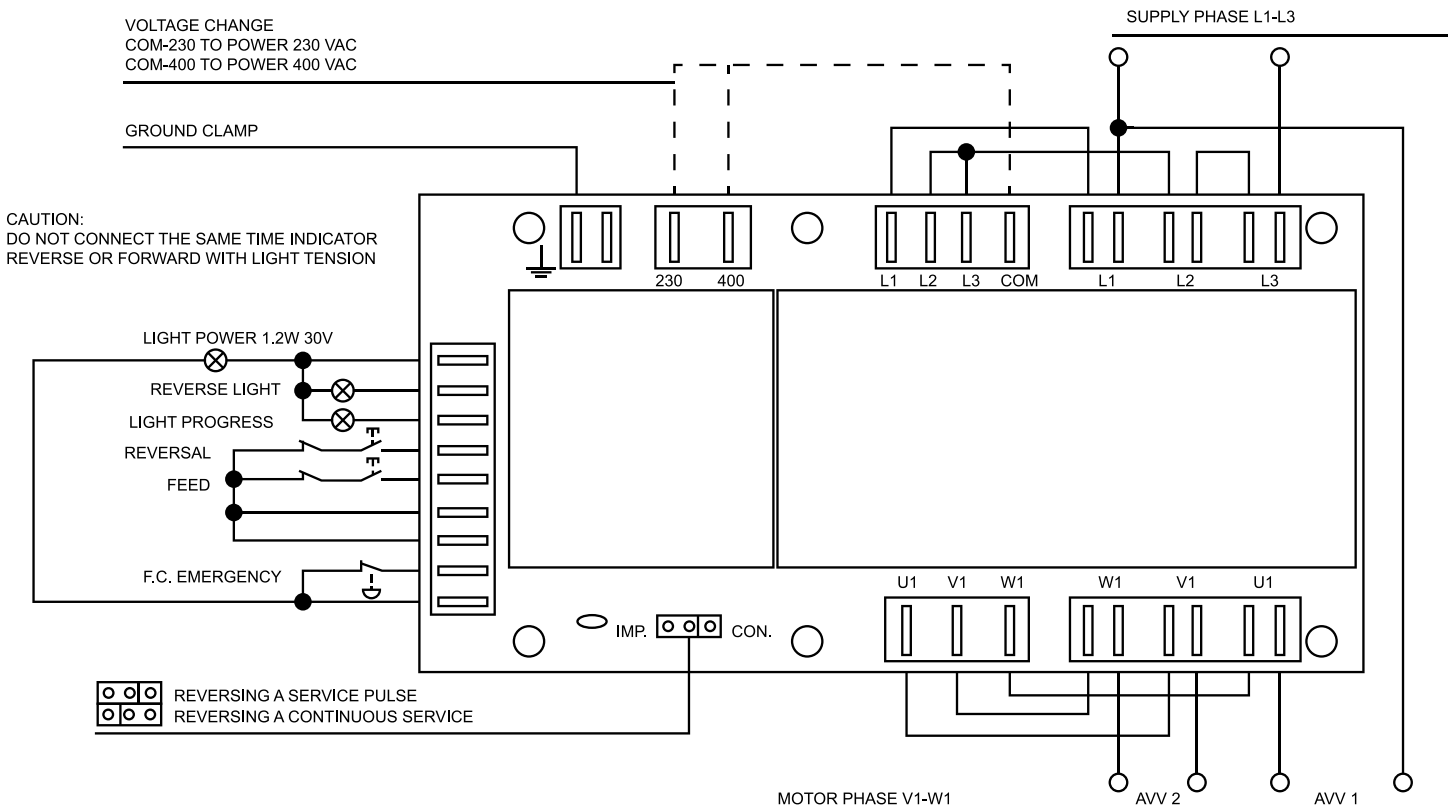 VOLTAGE CHANGE
COM-230 TO POWER 230 VAC
COM-400 TO POWER 400 VAC
SUPPLY PHASE L1-L3
GROUND CLAMP
CAUTION:
DO NOT CONNECT THE SAME TIME INDICATOR
REVERSE OR FORWARD WITH LIGHT TENSION
230 400
L1 L2 L3 COM
L1 L2 L3
LIGHT POWER 1.2W 30V
REVERSE LIGHT
LIGHT PROGRESS
REVERSAL
FEED
F.C. EMERGENCY
U1 V1 W1
W1 V1 U1
IMP. CON.
REVERSING A SERVICE PULSE
REVERSING A CONTINUOUS SERVICE
MOTOR PHASE V1-W1
AVV 2
AVV 1